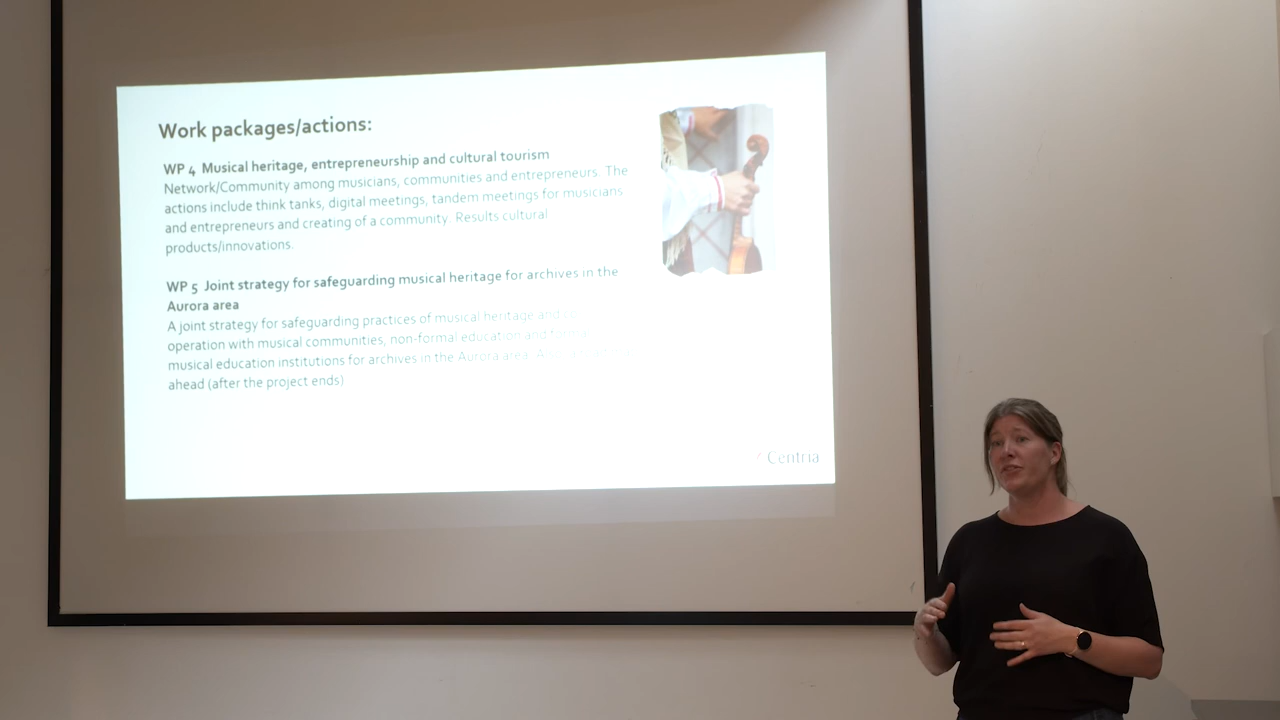 Work packages/actions:
WP 4 Musical heritage, entrepreneurship and cultural tourism
Network/Community among musicians, communities and entrepreneurs. The
actions include think tanks, digital meetings, tandem meetings for musicians
and entrepreneurs and creating of a community. Results cultural
products/innovations.
WP 5 Joint strategy for safeguarding musical heritage for archives in the
Aurora area
A joint strategy for safeguarding practices of musical heritage and
operation with musical communities, non-formal education and formal
musical education institutions for archives in the Aurora area.
ahead (after the project ends)
Centria